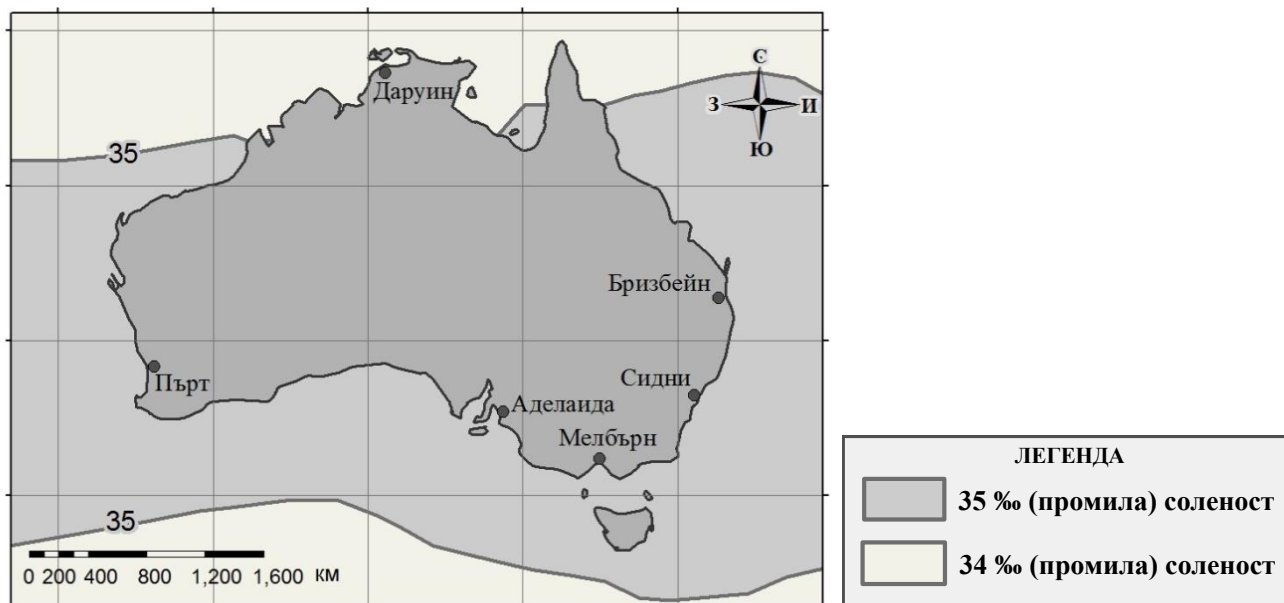 С
З
И
Ю
Даруин
35
Бризбейн
Пърт
Сидни
Аделаида
Мелбърн
35
0 200 400 800 1,200 1,600 км
ЛЕГЕНДА
35 ‰ (промила) соленост
34 ‰ (промила) соленост